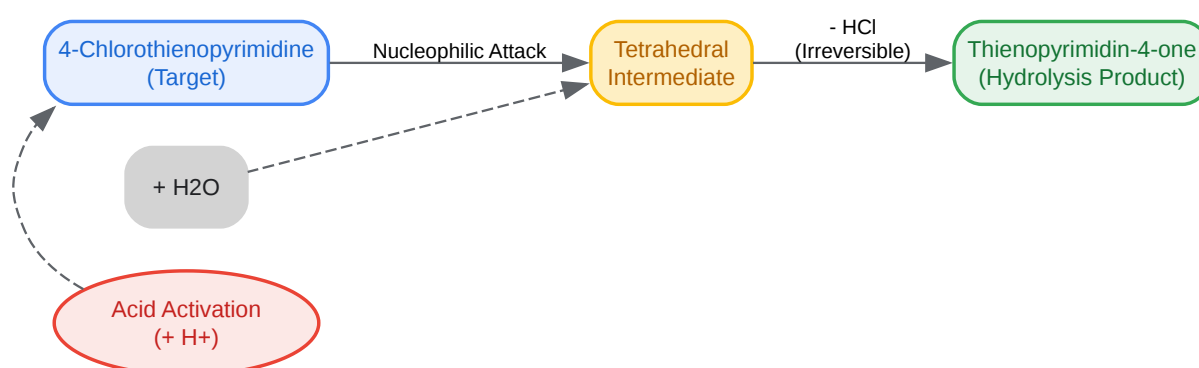 4-Chlorothienopyrimidine
(Target)
Nucleophilic Attack
Tetrahedral
Intermediate
- HCl
(Irreversible)
Thienopyrimidin-4-one
(Hydrolysis Product)
+ H2O
Acid Activation
(+ H+)